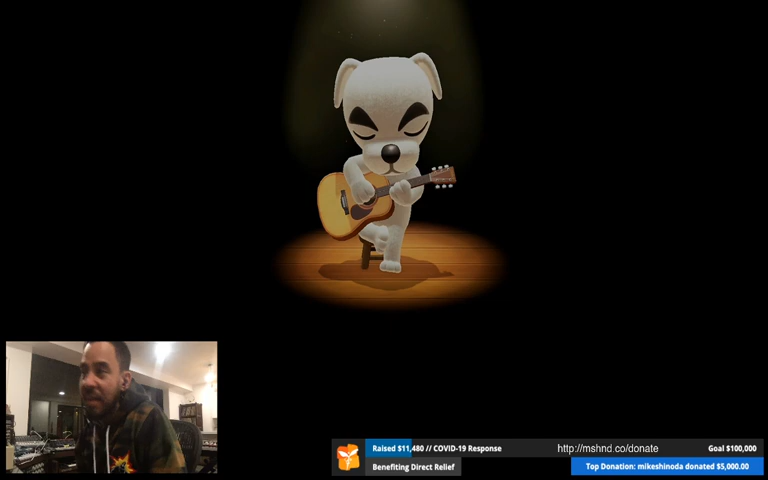 Raised $11,480 // COVID-19 Response
http://mshnd.co/donate
Goal $100,000
Benefiting Direct Relief
Top Donation: mikeshinoda donated $5,000.00